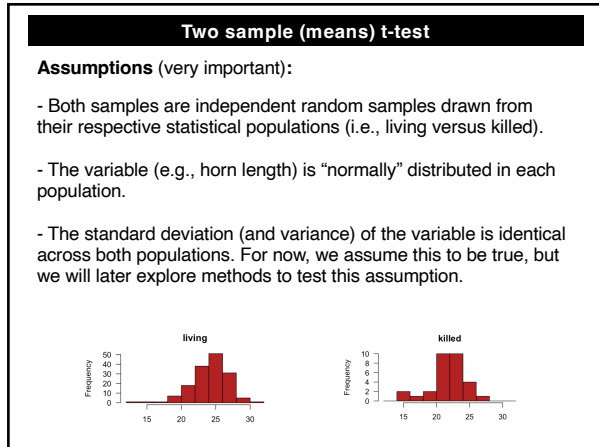 Two sample (means) t-test
Assumptions (very important):
- Both samples are independent random samples drawn from
their respective statistical populations (i.e., living versus killed).
- The variable (e.g., horn length) is “normally” distributed in each
population.
- The standard deviation (and variance) of the variable is identical
across both populations. For now, we assume this to be true, but
we will later explore methods to test this assumption.
living
Frequency
50
40
30
20
10
0
15 20 25 30
killed
Frequency
10
8
6
4
2
0
15 20 25 30